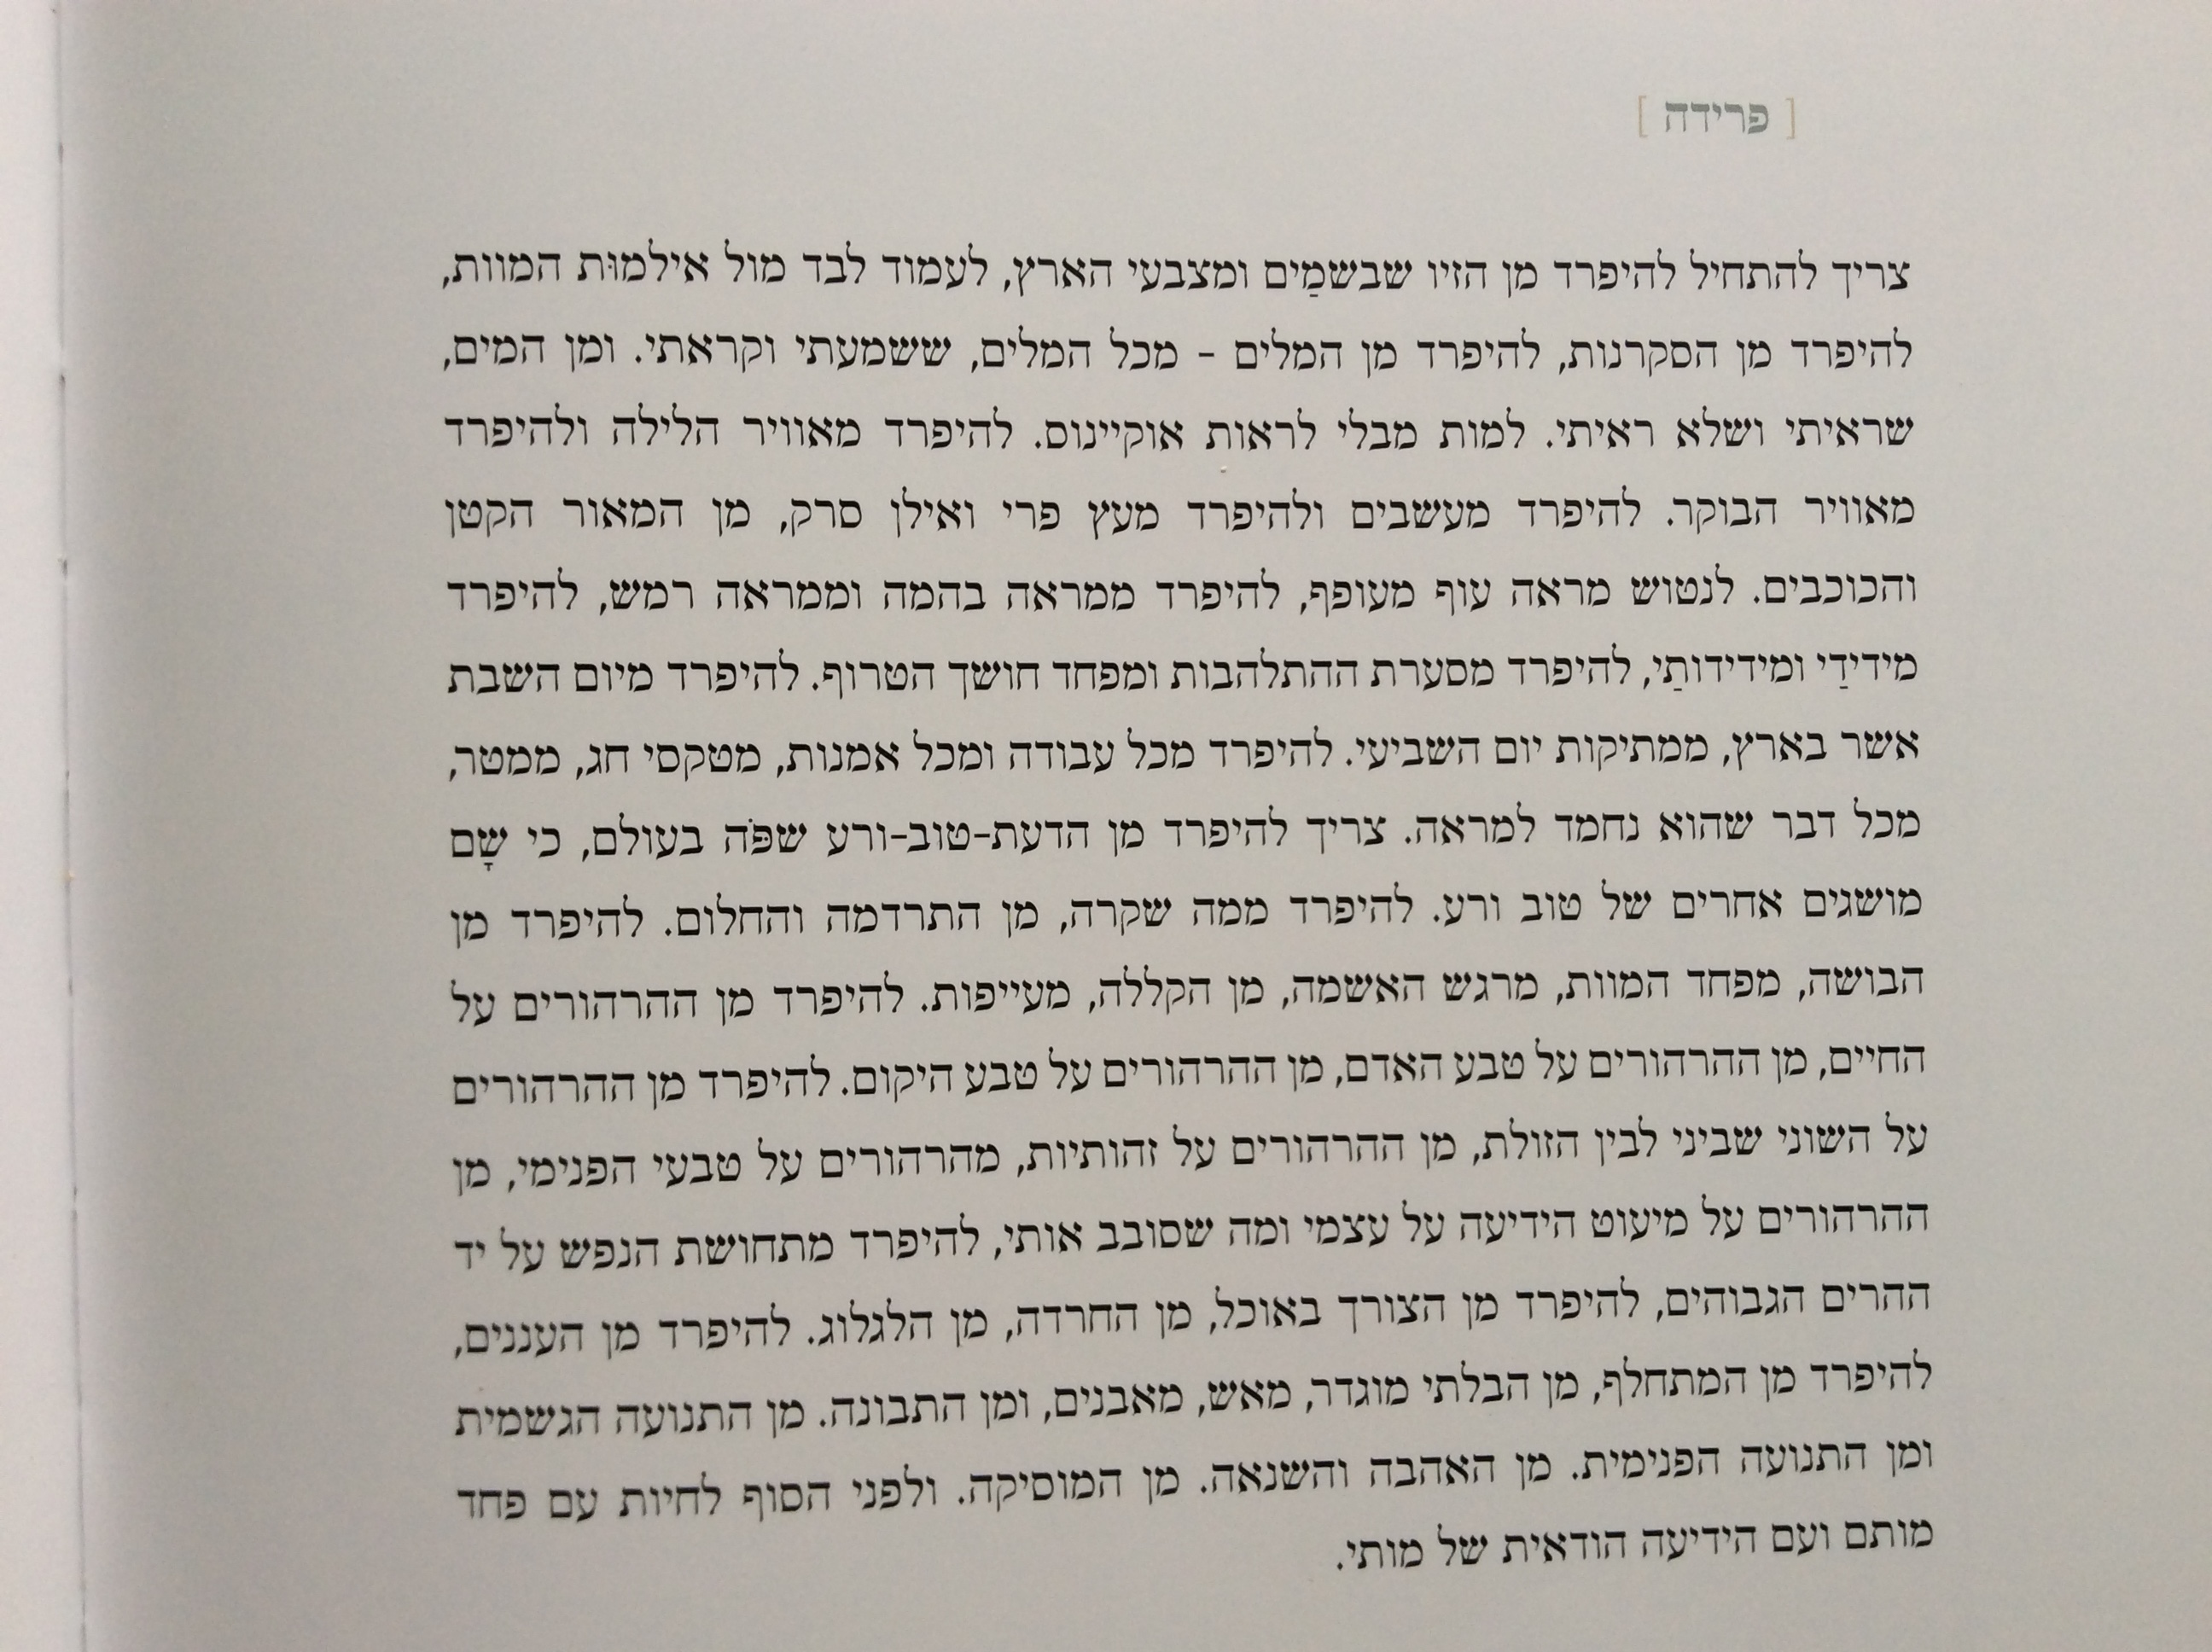 [ פרידה ]
צריך להתחיל להיפרד מן הזיו שבשמַים ומצבעי הארץ, לעמוד לבד מול אילמוּת המוות,
להיפרד מן הסקרנות, להיפרד מן המלים – מכל המלים, ששמעתי וקראתי. ומן המים,
שראיתי ושלא ראיתי. למות מבלי לראות אוקיינוס. להיפרד מאוויר הלילה ולהיפרד
מאוויר הבוקר. להיפרד מעשבים ולהיפרד מעץ פרי ואילן סרק, מן המאור הקטן
והכוכבים. לנטוש מראה עוף מעופף, להיפרד ממראה בהמה וממראה רמש, להיפרד
מידידַי ומידידותַי, להיפרד מסערת ההתלהבות ומפחד חושך הטרוף. להיפרד מיום השבת
אשר בארץ, ממתיקות יום השביעי. להיפרד מכל עבודה ומכל אמנות, מטקסי חג, ממטר,
מכל דבר שהוא נחמד למראה. צריך להיפרד מן הדעת-טוב-ורע שפּה בעולם, כי שָם
מושגים אחרים של טוב ורע. להיפרד ממה שקרה, מן התרדמה והחלום. להיפרד מן
הבושה, מפחד המוות, מרגש האשמה, מן הקללה, מעייפות. להיפרד מן ההרהורים על
החיים, מן ההרהורים על טבע האדם, מן ההרהורים על טבע היקום. להיפרד מן ההרהורים
על השוני שביני לבין הזולת, מן ההרהורים על זהותיות, מהרהורים על טבעי הפנימי, מן
ההרהורים על מיעוט הידיעה על עצמי ומה שסובב אותי, להיפרד מתחושת הנפש על יד
ההרים הגבוהים, להיפרד מן הצורך באוכל, מן החרדה, מן הלגלוג. להיפרד מן העננים,
להיפרד מן המתחלף, מן הבלתי מוגדר, מאש, מאבנים, ומן התבונה. מן התנועה הגשמית
ומן התנועה הפנימית. מן האהבה והשנאה. מן המוסיקה. ולפני הסוף לחיות עם פחד
מותם ועם הידיעה הודאית של מותי.